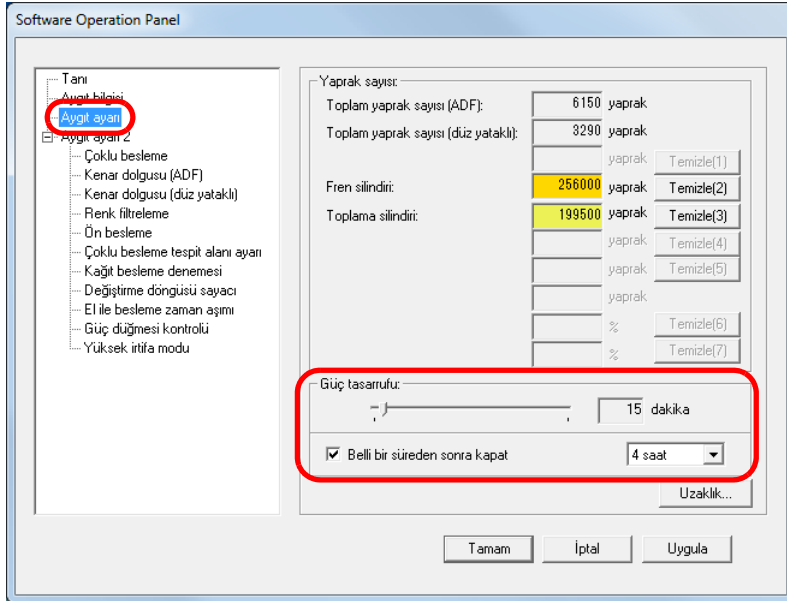 Software Operation Panel
Tanı
Aygıt bilgisi
Aygıt ayarı
Aygıt ayarı 2
Çoklu besleme
Kenar dolgusu (ADF)
Kenar dolgusu (düz yataklı)
Renk filtreleme
Ön besleme
Çoklu besleme tespit alanı ayarı
Kağıt besleme denemesi
Değiştirme döngüsü sayacı
El ile besleme zaman aşımı
Güç düğmesi kontrolü
Yüksek irtifa modu
Yaprak sayısı:
Toplam yaprak sayısı (ADF): 6150 yaprak
Toplam yaprak sayısı (düz yataklı): 3290 yaprak
yaprak Temizle(1)
Fren silindiri: 256000 yaprak Temizle(2)
Toplama silindiri: 199500 yaprak Temizle(3)
yaprak Temizle(4)
yaprak Temizle(5)
yaprak
% Temizle(6)
% Temizle(7)
Güç tasarrufu:
15 dakika
Belli bir süreden sonra kapat 4 saat
Uzaklık...
Tamam İptal Uygula